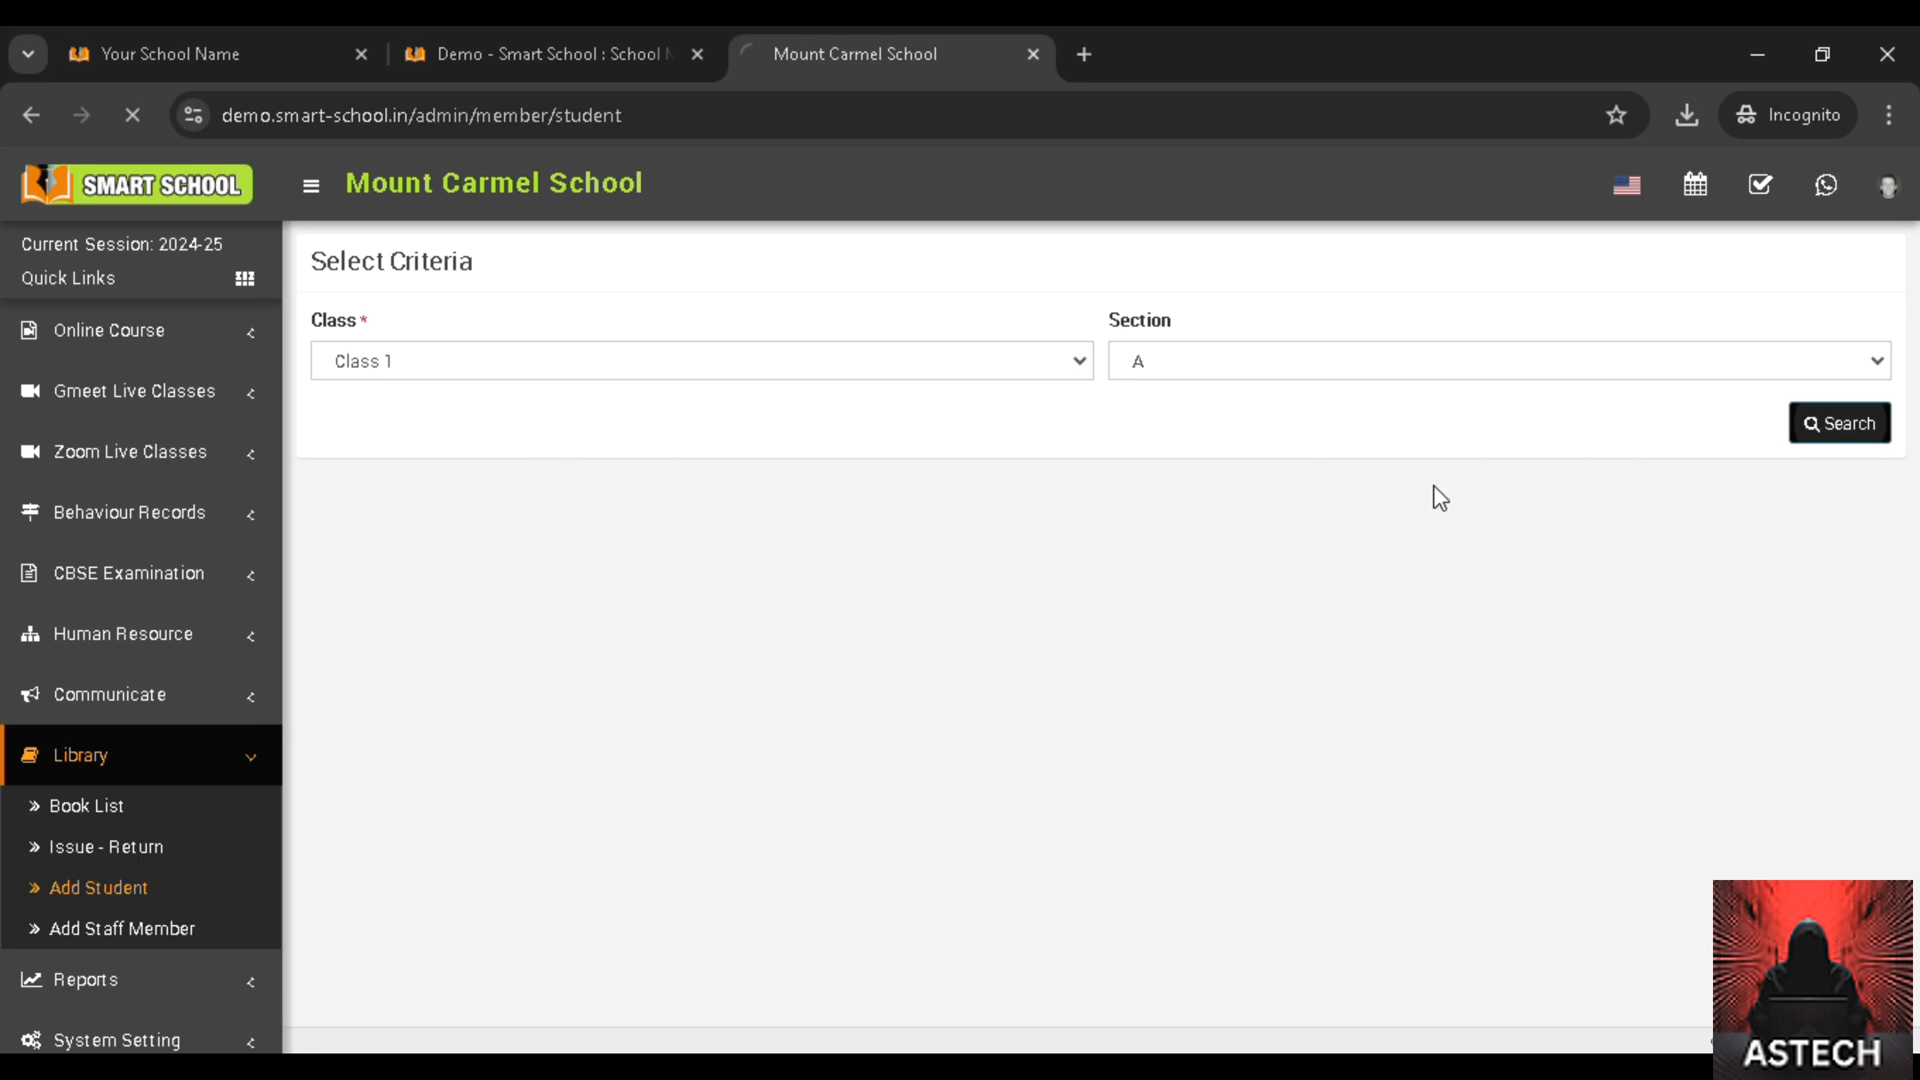 Your School Name
Demo - Smart School : School
Mount Carmel School
demo.smart-school.in/admin/member/student
Incognito
SMART SCHOOL
Mount Carmel School
Current Session: 2024-25
Quick Links
Select Criteria
Class *
Section
Class 1
A
Search
Online Course
Gmeet Live Classes
Zoom Live Classes
Behaviour Records
CBSE Examination
Human Resource
Communicate
Library
Book List
Issue - Return
Add Student
Add Staff Member
Reports
System Setting
ASTECH